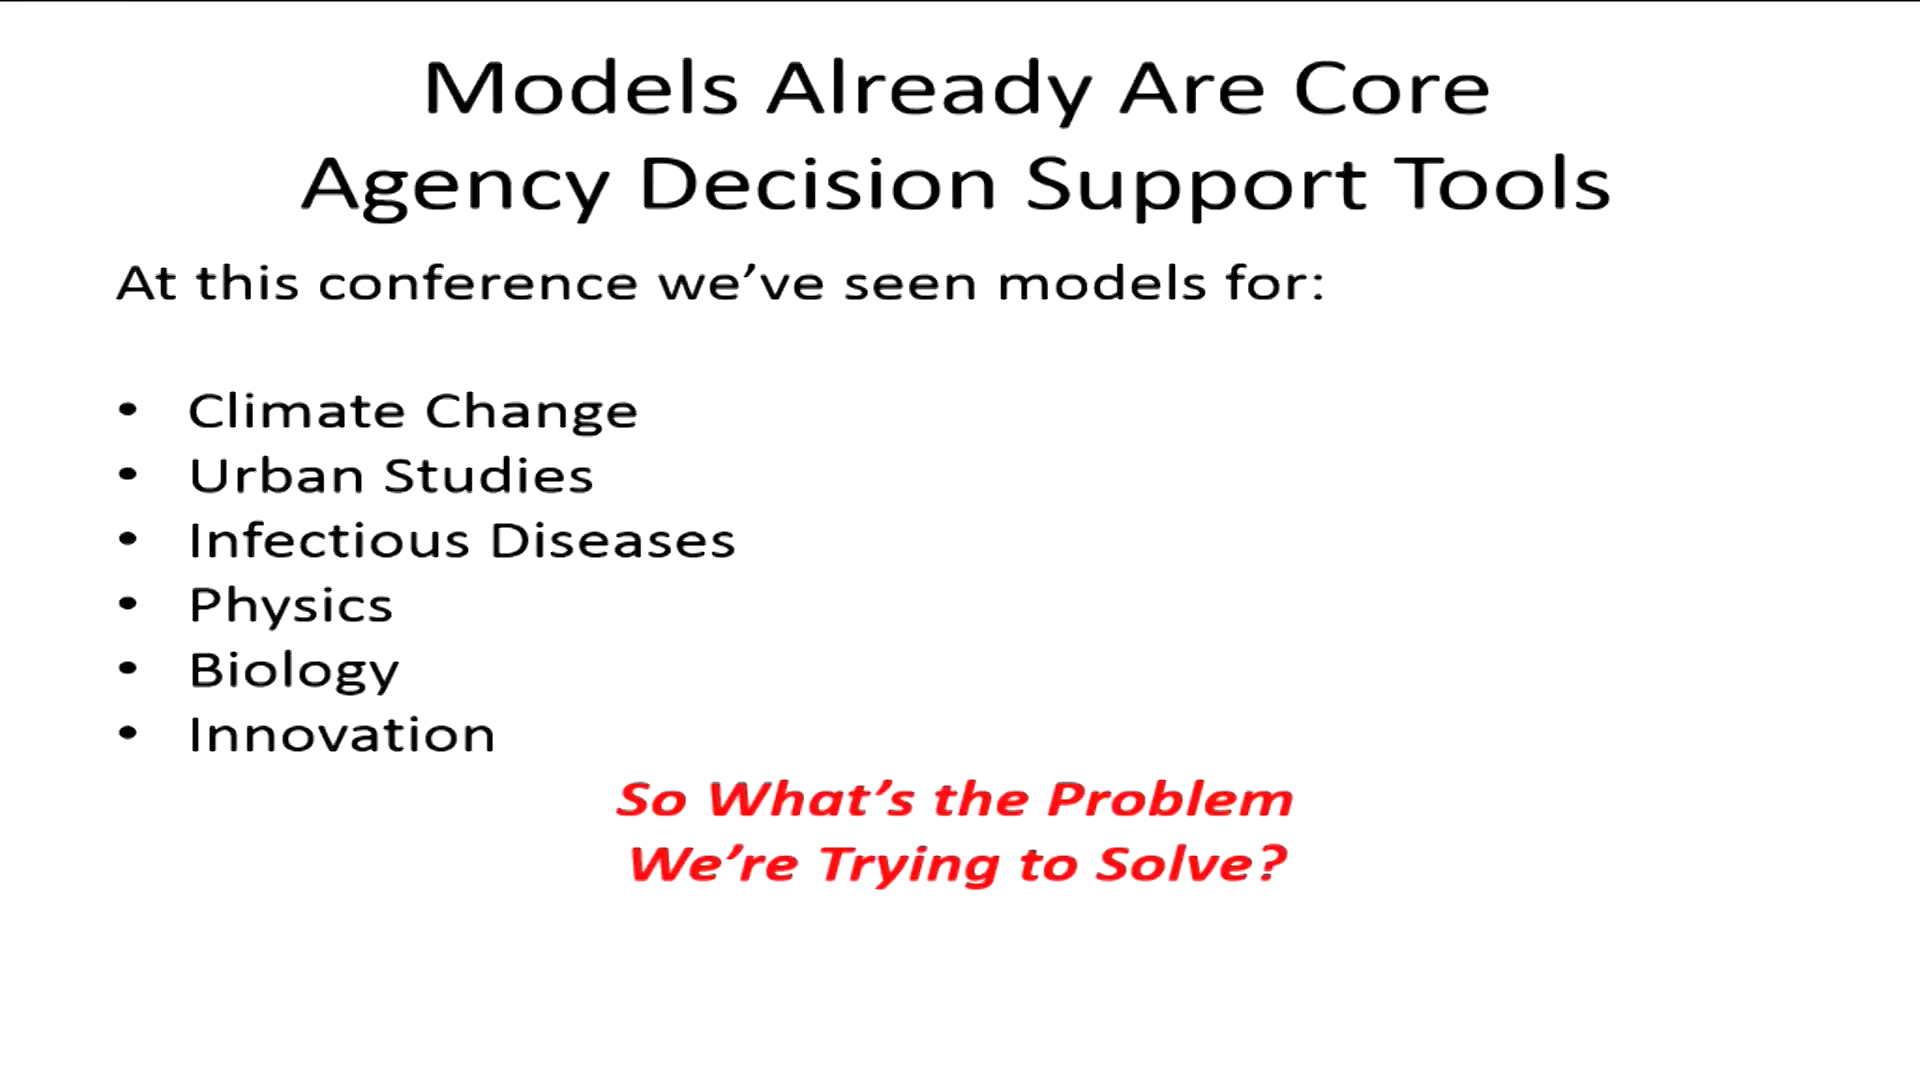 Models Already Are Core
Agency Decision Support Tools
At this conference we’ve seen models for:
• Climate Change
• Urban Studies
• Infectious Diseases
• Physics
• Biology
• Innovation
So What’s the Problem
We’re Trying to Solve?